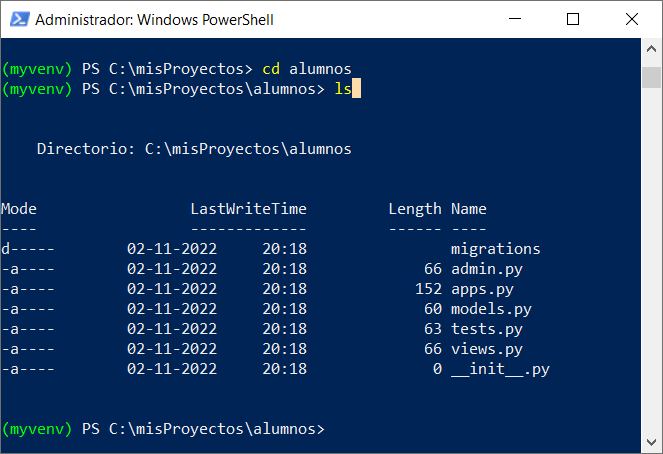 Administrador: Windows PowerShell
(myvenv) PS C:\misProyectos> cd alumnos
(myvenv) PS C:\misProyectos\alumnos> ls
Directorio: C:\misProyectos\alumnos
Mode                 LastWriteTime         Length Name
----                 -------------         ------ ----
d-----        02-11-2022     20:18                migrations
-a----        02-11-2022     20:18             66 admin.py
-a----        02-11-2022     20:18            152 apps.py
-a----        02-11-2022     20:18             60 models.py
-a----        02-11-2022     20:18             63 tests.py
-a----        02-11-2022     20:18             66 views.py
-a----        02-11-2022     20:18              0 __init__.py
(myvenv) PS C:\misProyectos\alumnos>